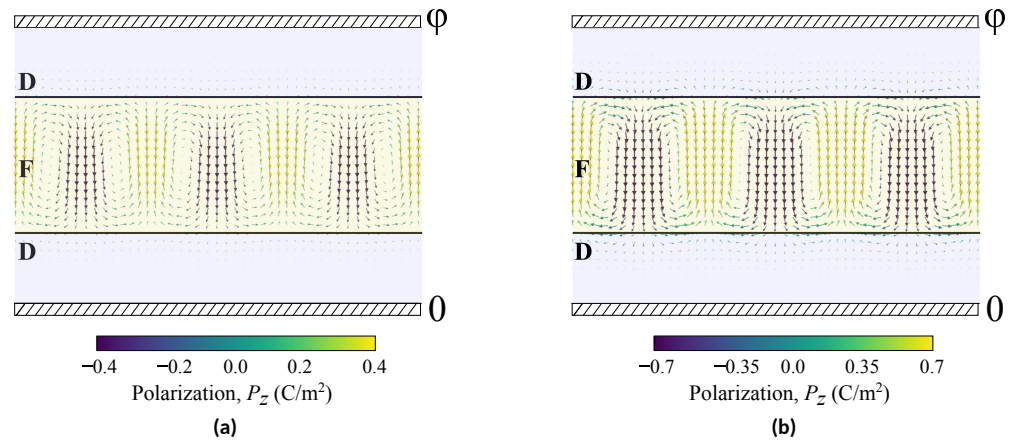 φ
D
F
D
0
−0.4 −0.2 0.0 0.2 0.4
Polarization, P_z (C/m²)
(a)
φ
D
F
D
0
−0.7 −0.35 0.0 0.35 0.7
Polarization, P_z (C/m²)
(b)